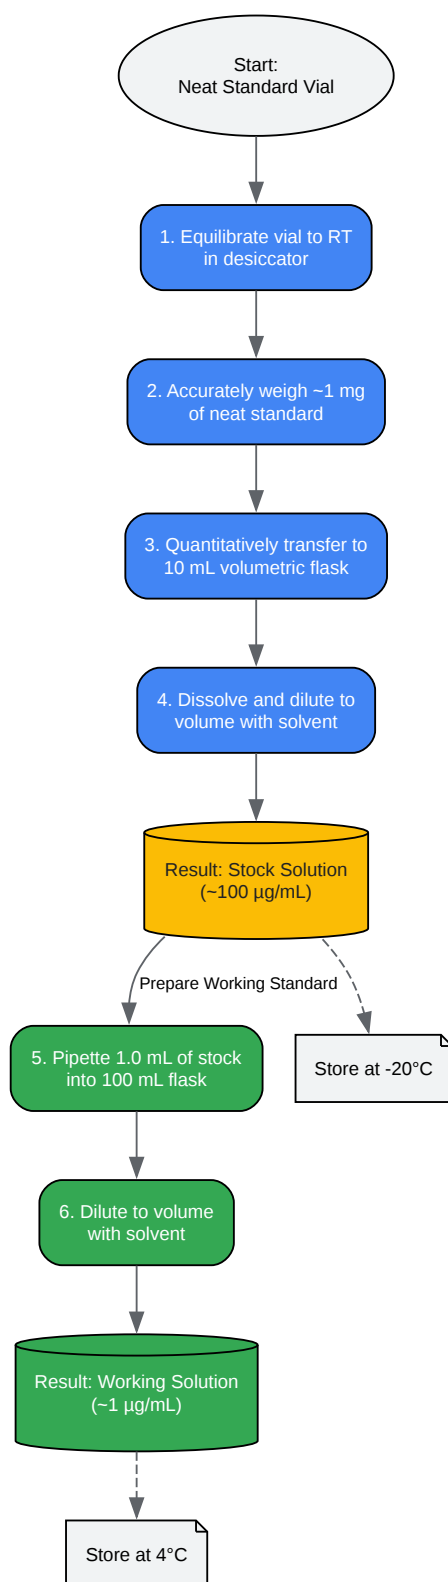 Start:
Neat Standard Vial
1. Equilibrate vial to RT
in desiccator
2. Accurately weigh ~1 mg
of neat standard
3. Quantitatively transfer to
10 mL volumetric flask
4. Dissolve and dilute to
volume with solvent
Result: Stock Solution
(~100 µg/mL)
Prepare Working Standard
5. Pipette 1.0 mL of stock
into 100 mL flask
Store at -20°C
6. Dilute to volume
with solvent
Result: Working Solution
(~1 µg/mL)
Store at 4°C